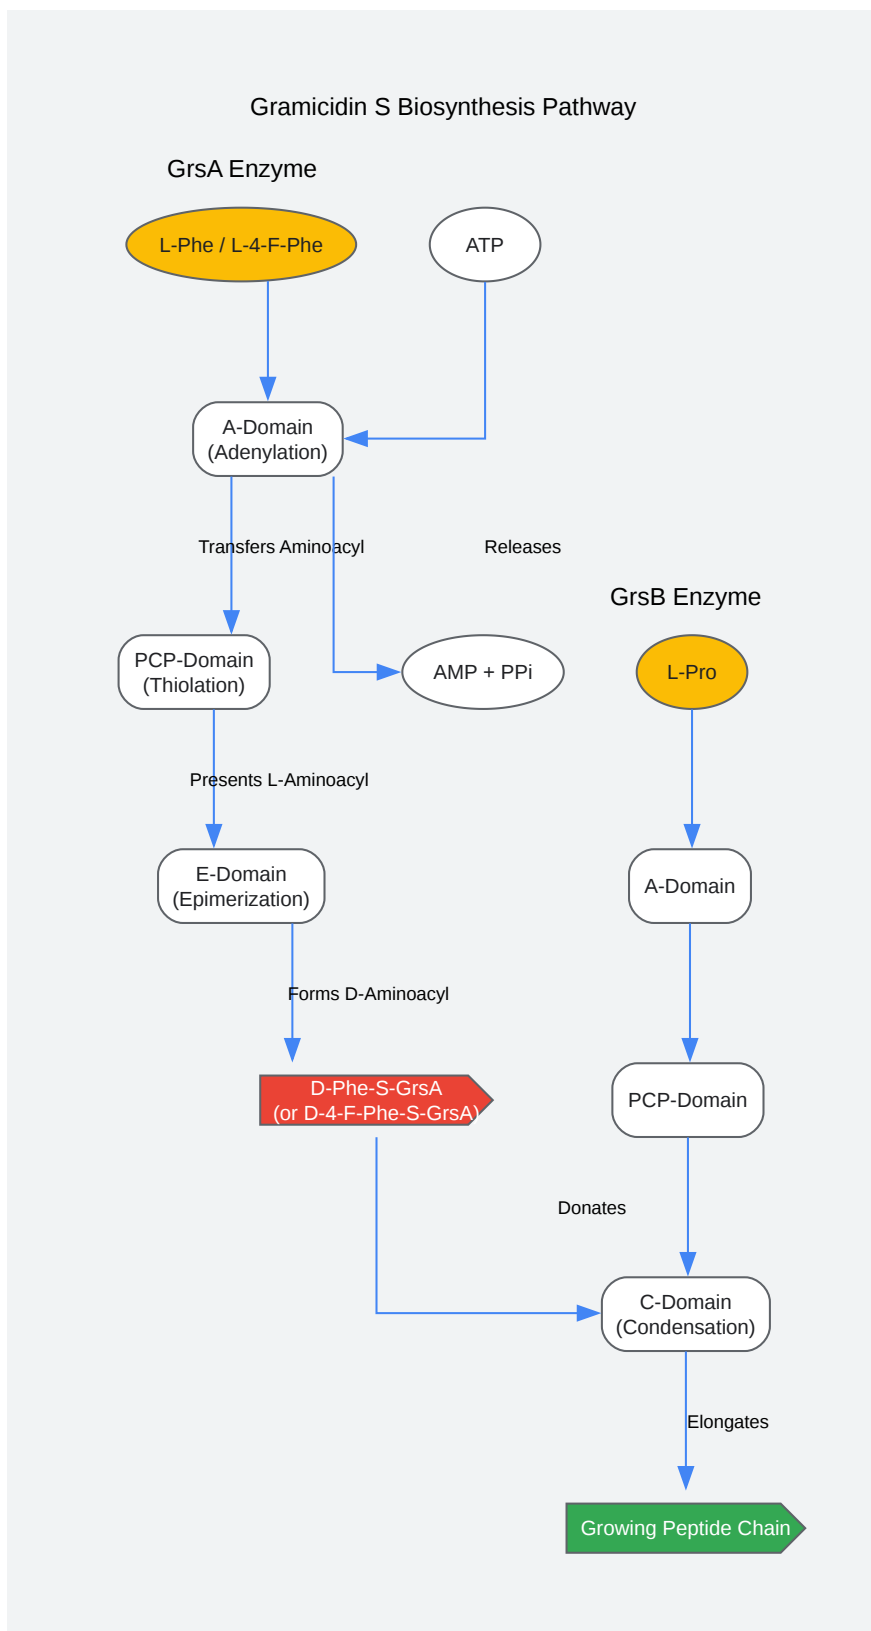 Gramicidin S Biosynthesis Pathway
GrsA Enzyme
L-Phe / L-4-F-Phe
ATP
A-Domain
(Adenylation)
Transfers Aminoacyl
Releases
GrsB Enzyme
PCP-Domain
(Thiolation)
AMP + PPi
L-Pro
Presents L-Aminoacyl
E-Domain
(Epimerization)
A-Domain
Forms D-Aminoacyl
D-Phe-S-GrsA
(or D-4-F-Phe-S-GrsA)
PCP-Domain
Donates
C-Domain
(Condensation)
Elongates
Growing Peptide Chain